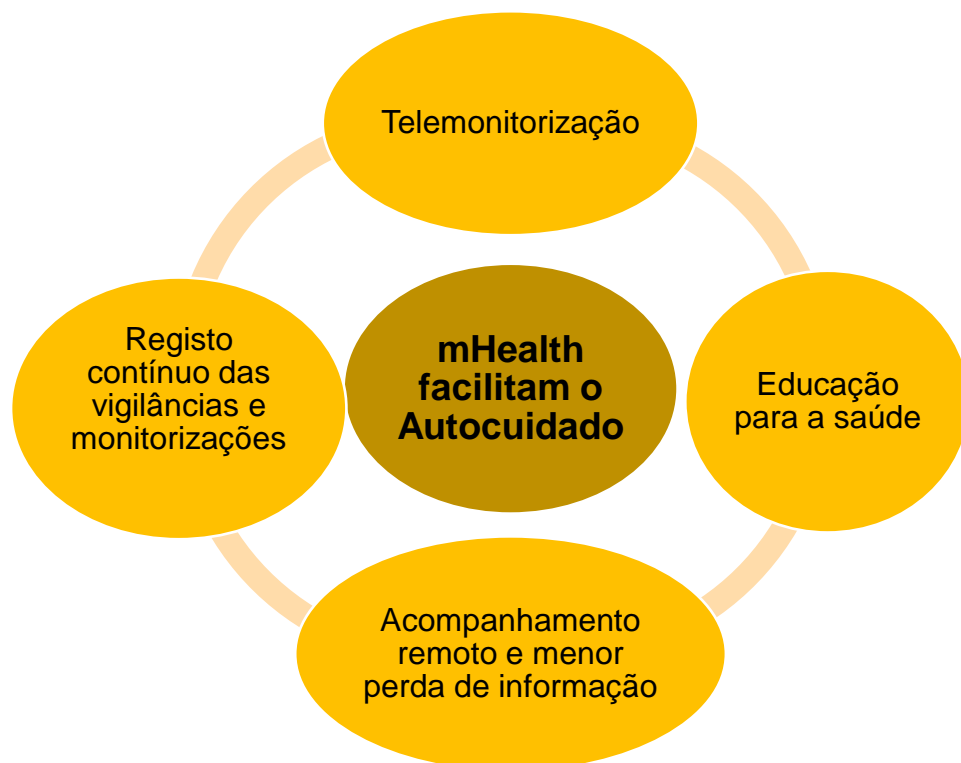 Telemonitorização
Registo
contínuo das
vigilâncias e
monitorizações
mHealth
facilitam o
Autocuidado
Educação
para a saúde
Acompanhamento
remoto e menor
perda de informação